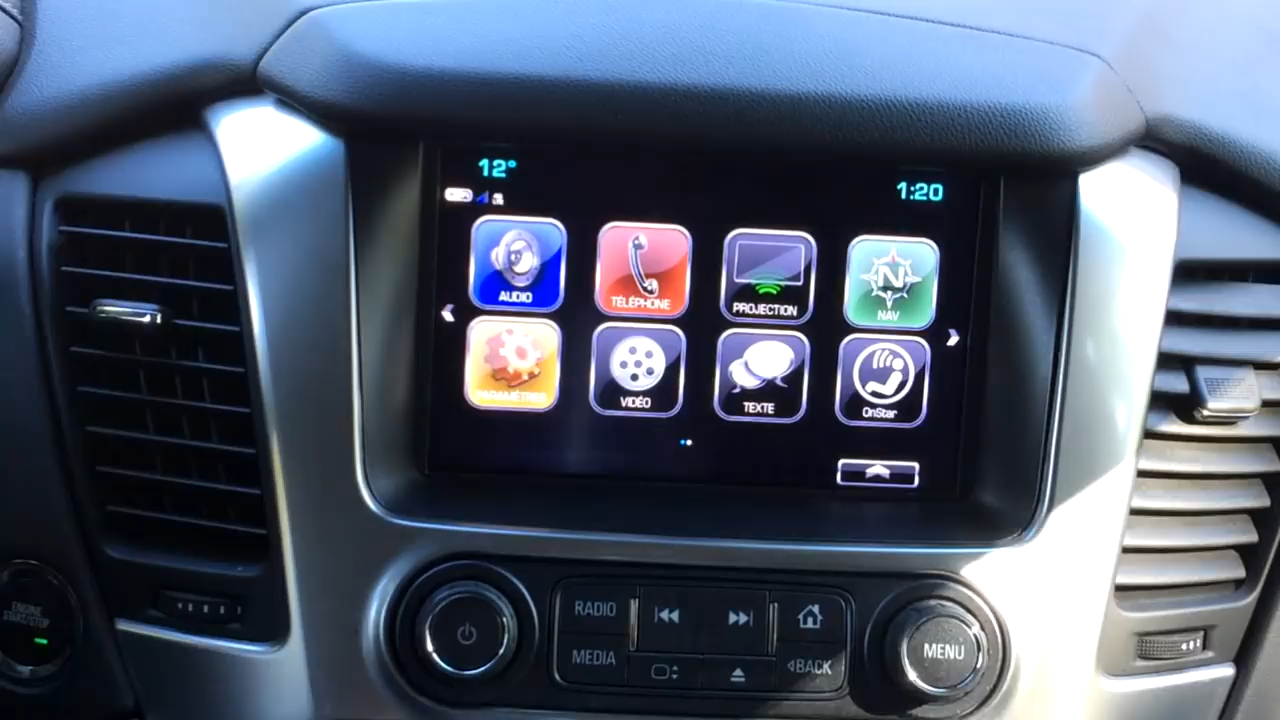 12°
1:20
AUDIO
TÉLÉPHONE
PROJECTION
N
NAV
PARAMÈTRES
VIDÉO
TEXTE
OnStar
ENGINE
START/STOP
RADIO
MEDIA
BACK
MENU